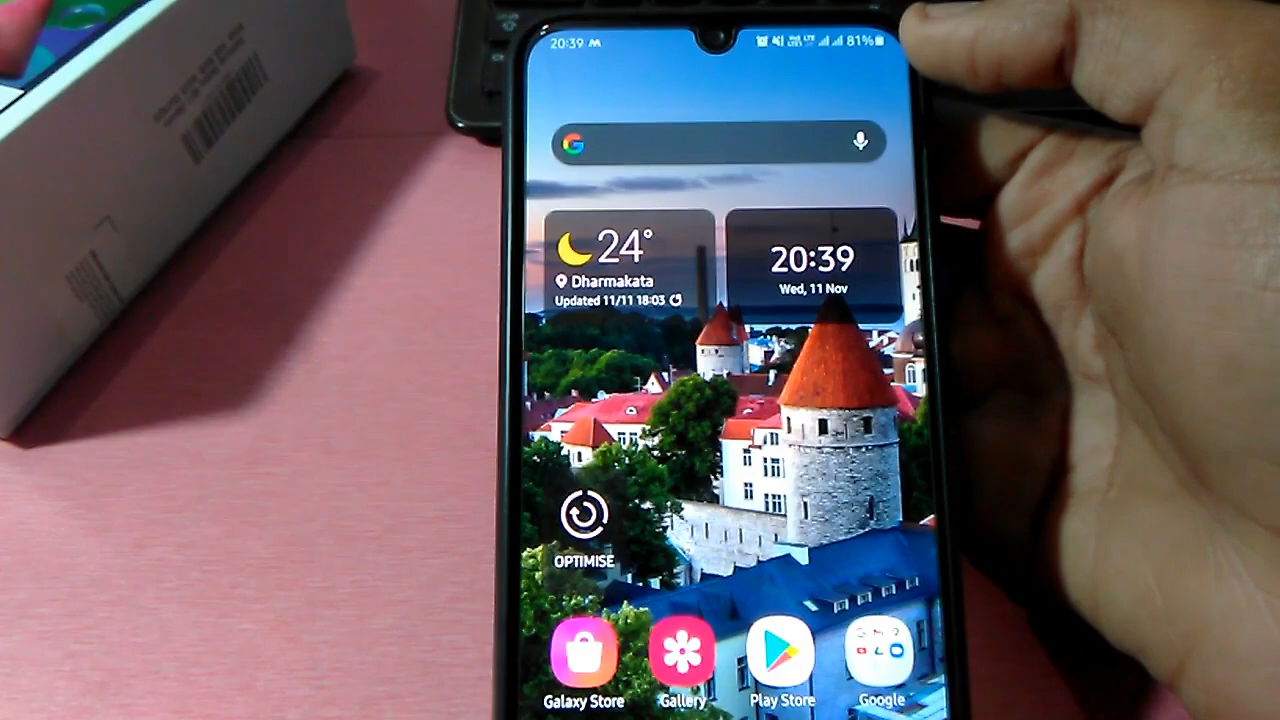 20:39
81%
24°
Dharmakata
Updated 11/11 18:03
20:39
Wed, 11 Nov
OPTIMISE
Galaxy Store
Gallery
Play Store
Google